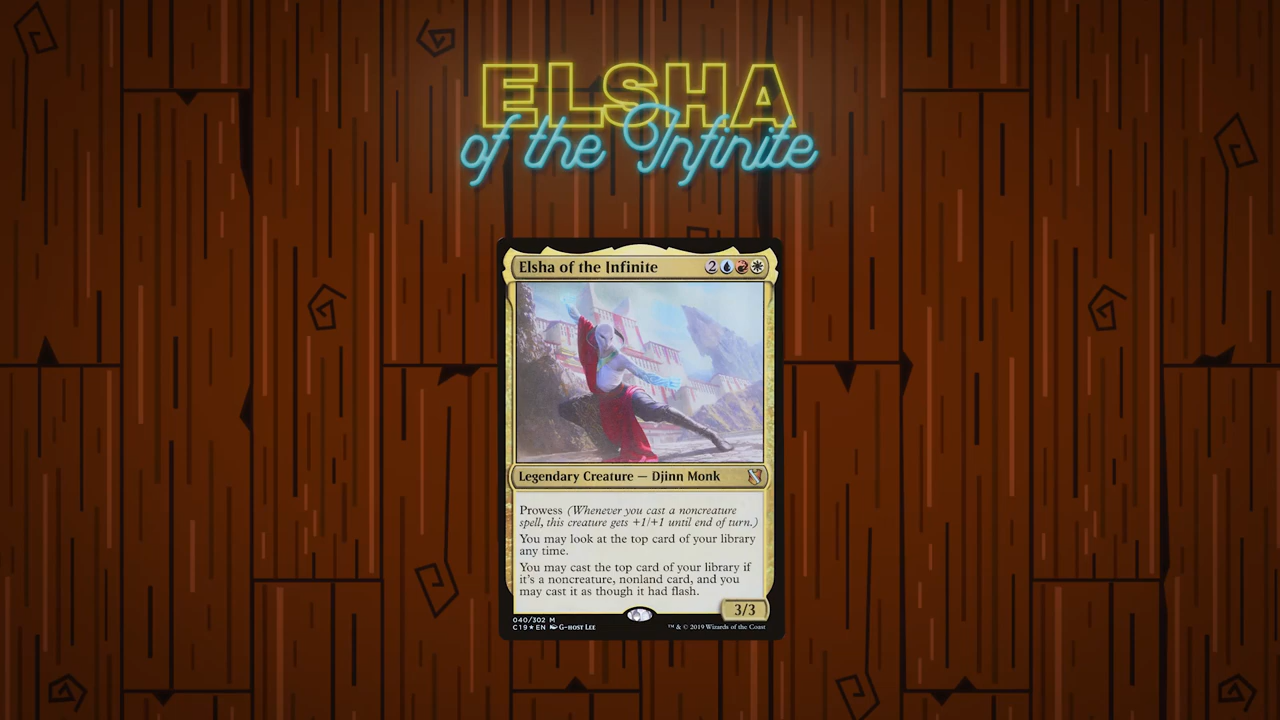 ELSHA
of the Infinite
Elsha of the Infinite 2
Legendary Creature — Djinn Monk
Prowess (Whenever you cast a noncreature
spell, this creature gets +1/+1 until end of turn.)
You may look at the top card of your library
any time.
You may cast the top card of your library if
it's a noncreature, nonland card, and you
may cast it as though it had flash.
3/3
040/302 M
C19★EN G-host Lee
™ & © 2019 Wizards of the Coast